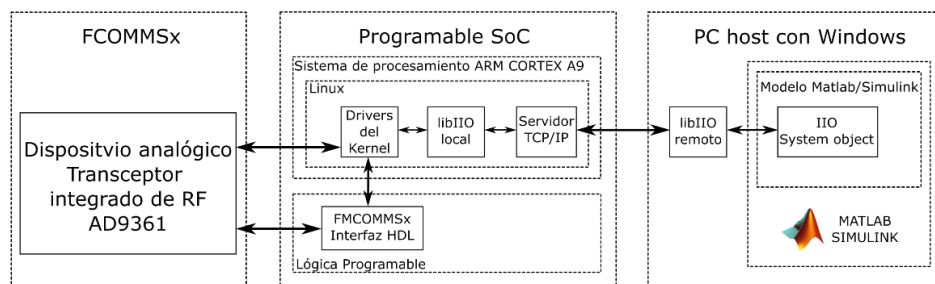 FCOMMSx
Dispositvio analógico
Transceptor
integrado de RF
AD9361
Programable SoC
Sistema de procesamiento ARM CORTEX A9
Linux
Drivers
del
Kernel
libIIO
local
Servidor
TCP/IP
FMCOMMSx
Interfaz HDL
Lógica Programable
PC host con Windows
Modelo Matlab/Simulink
libIIO
remoto
IIO
System object
MATLAB
SIMULINK